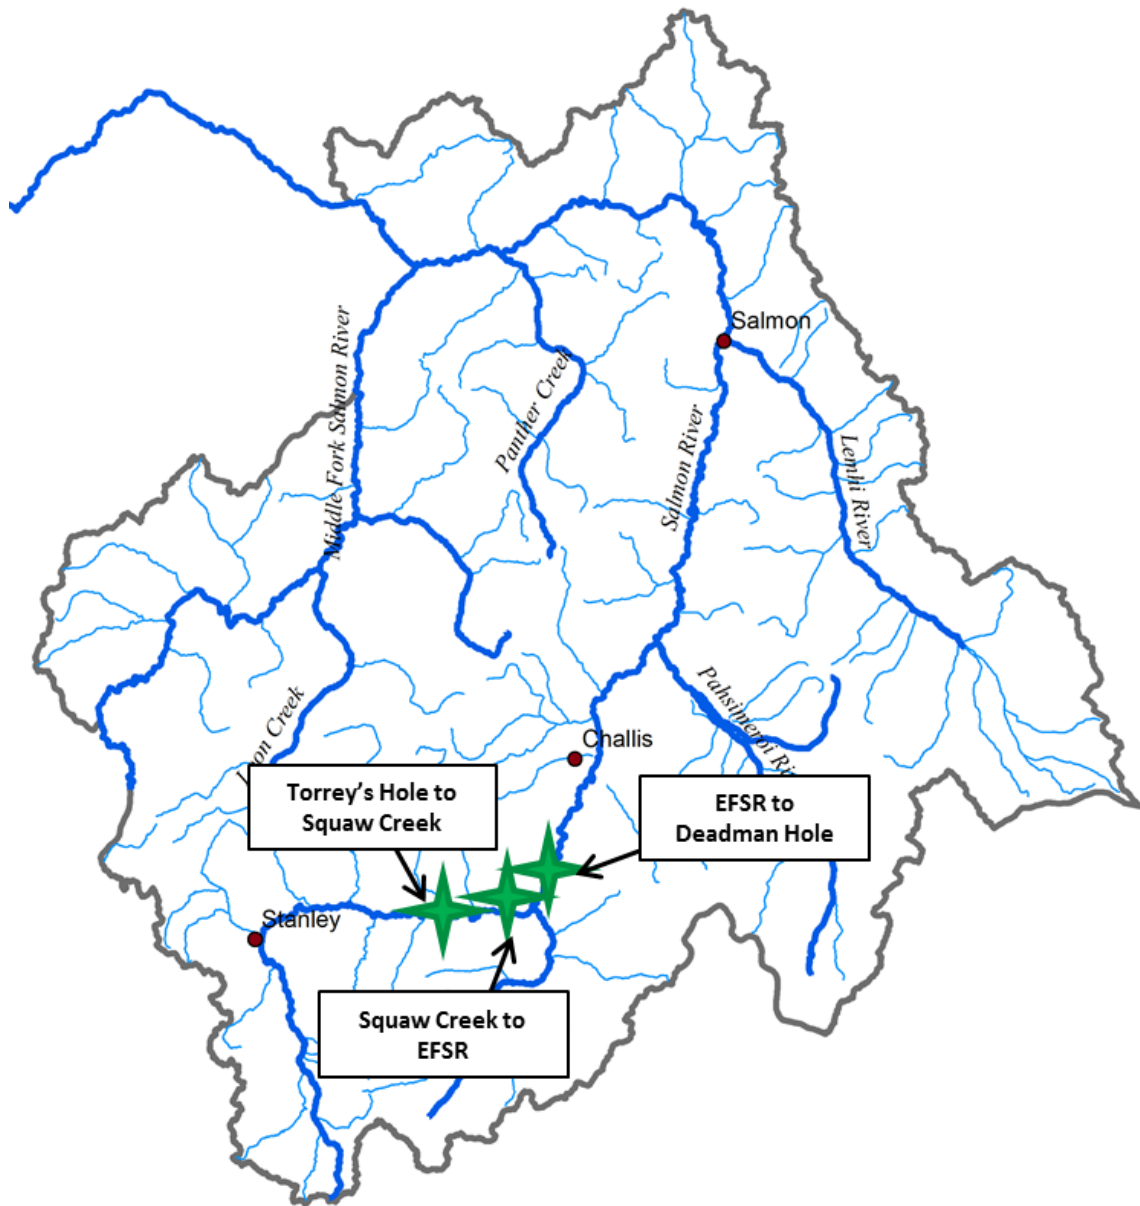 Salmon
Middle Fork Salmon River
Panther Creek
Salmon River
Lemhi River
Pahsimeroi Ri
Creek
Challis
Torrey's Hole to
Squaw Creek
EFSR to
Deadman Hole
Stanley
Squaw Creek to
EFSR